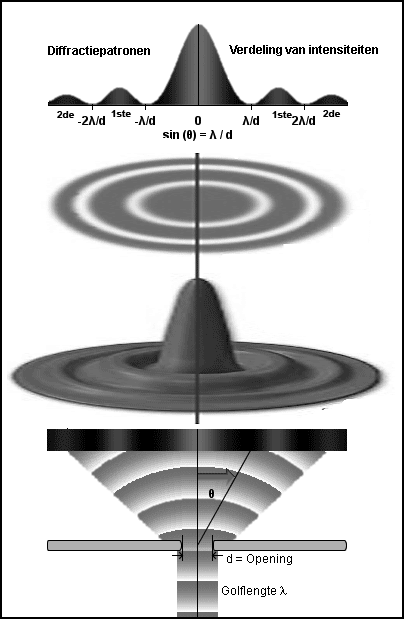 Diffractiepatronen
Verdeling van intensiteiten
2de -2λ/d 1ste -λ/d 0 λ/d 1ste 2λ/d 2de
sin (θ) = λ / d
θ
d = Opening
Golflengte λ